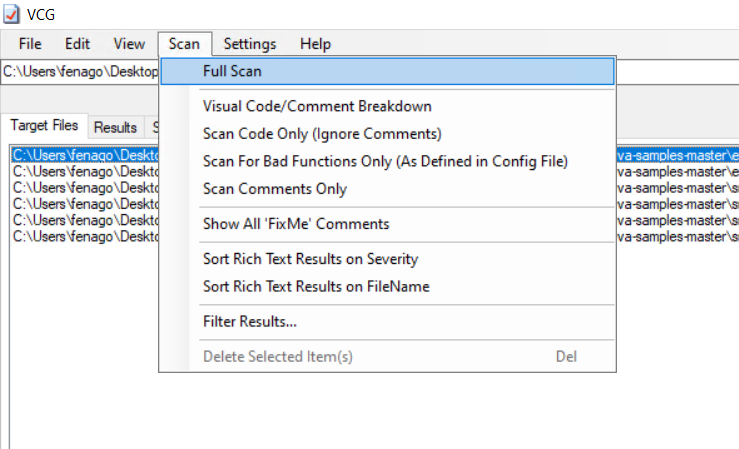 VCG
File Edit View Scan Settings Help
C:\Users\fenago\Desktop
Full Scan
Visual Code/Comment Breakdown
Target Files Results S
Scan Code Only (Ignore Comments)
C:\Users\fenago\Deskto va-samples-master\e
Scan For Bad Functions Only (As Defined in Config File)
C:\Users\fenago\Deskto va-samples-master\e
C:\Users\fenago\Deskto va-samples-master\s
Scan Comments Only
C:\Users\fenago\Deskto va-samples-master\s
C:\Users\fenago\Deskto va-samples-master\s
Show All 'FixMe' Comments
C:\Users\fenago\Deskto va-samples-master\s
Sort Rich Text Results on Severity
Sort Rich Text Results on FileName
Filter Results...
Delete Selected Item(s) Del